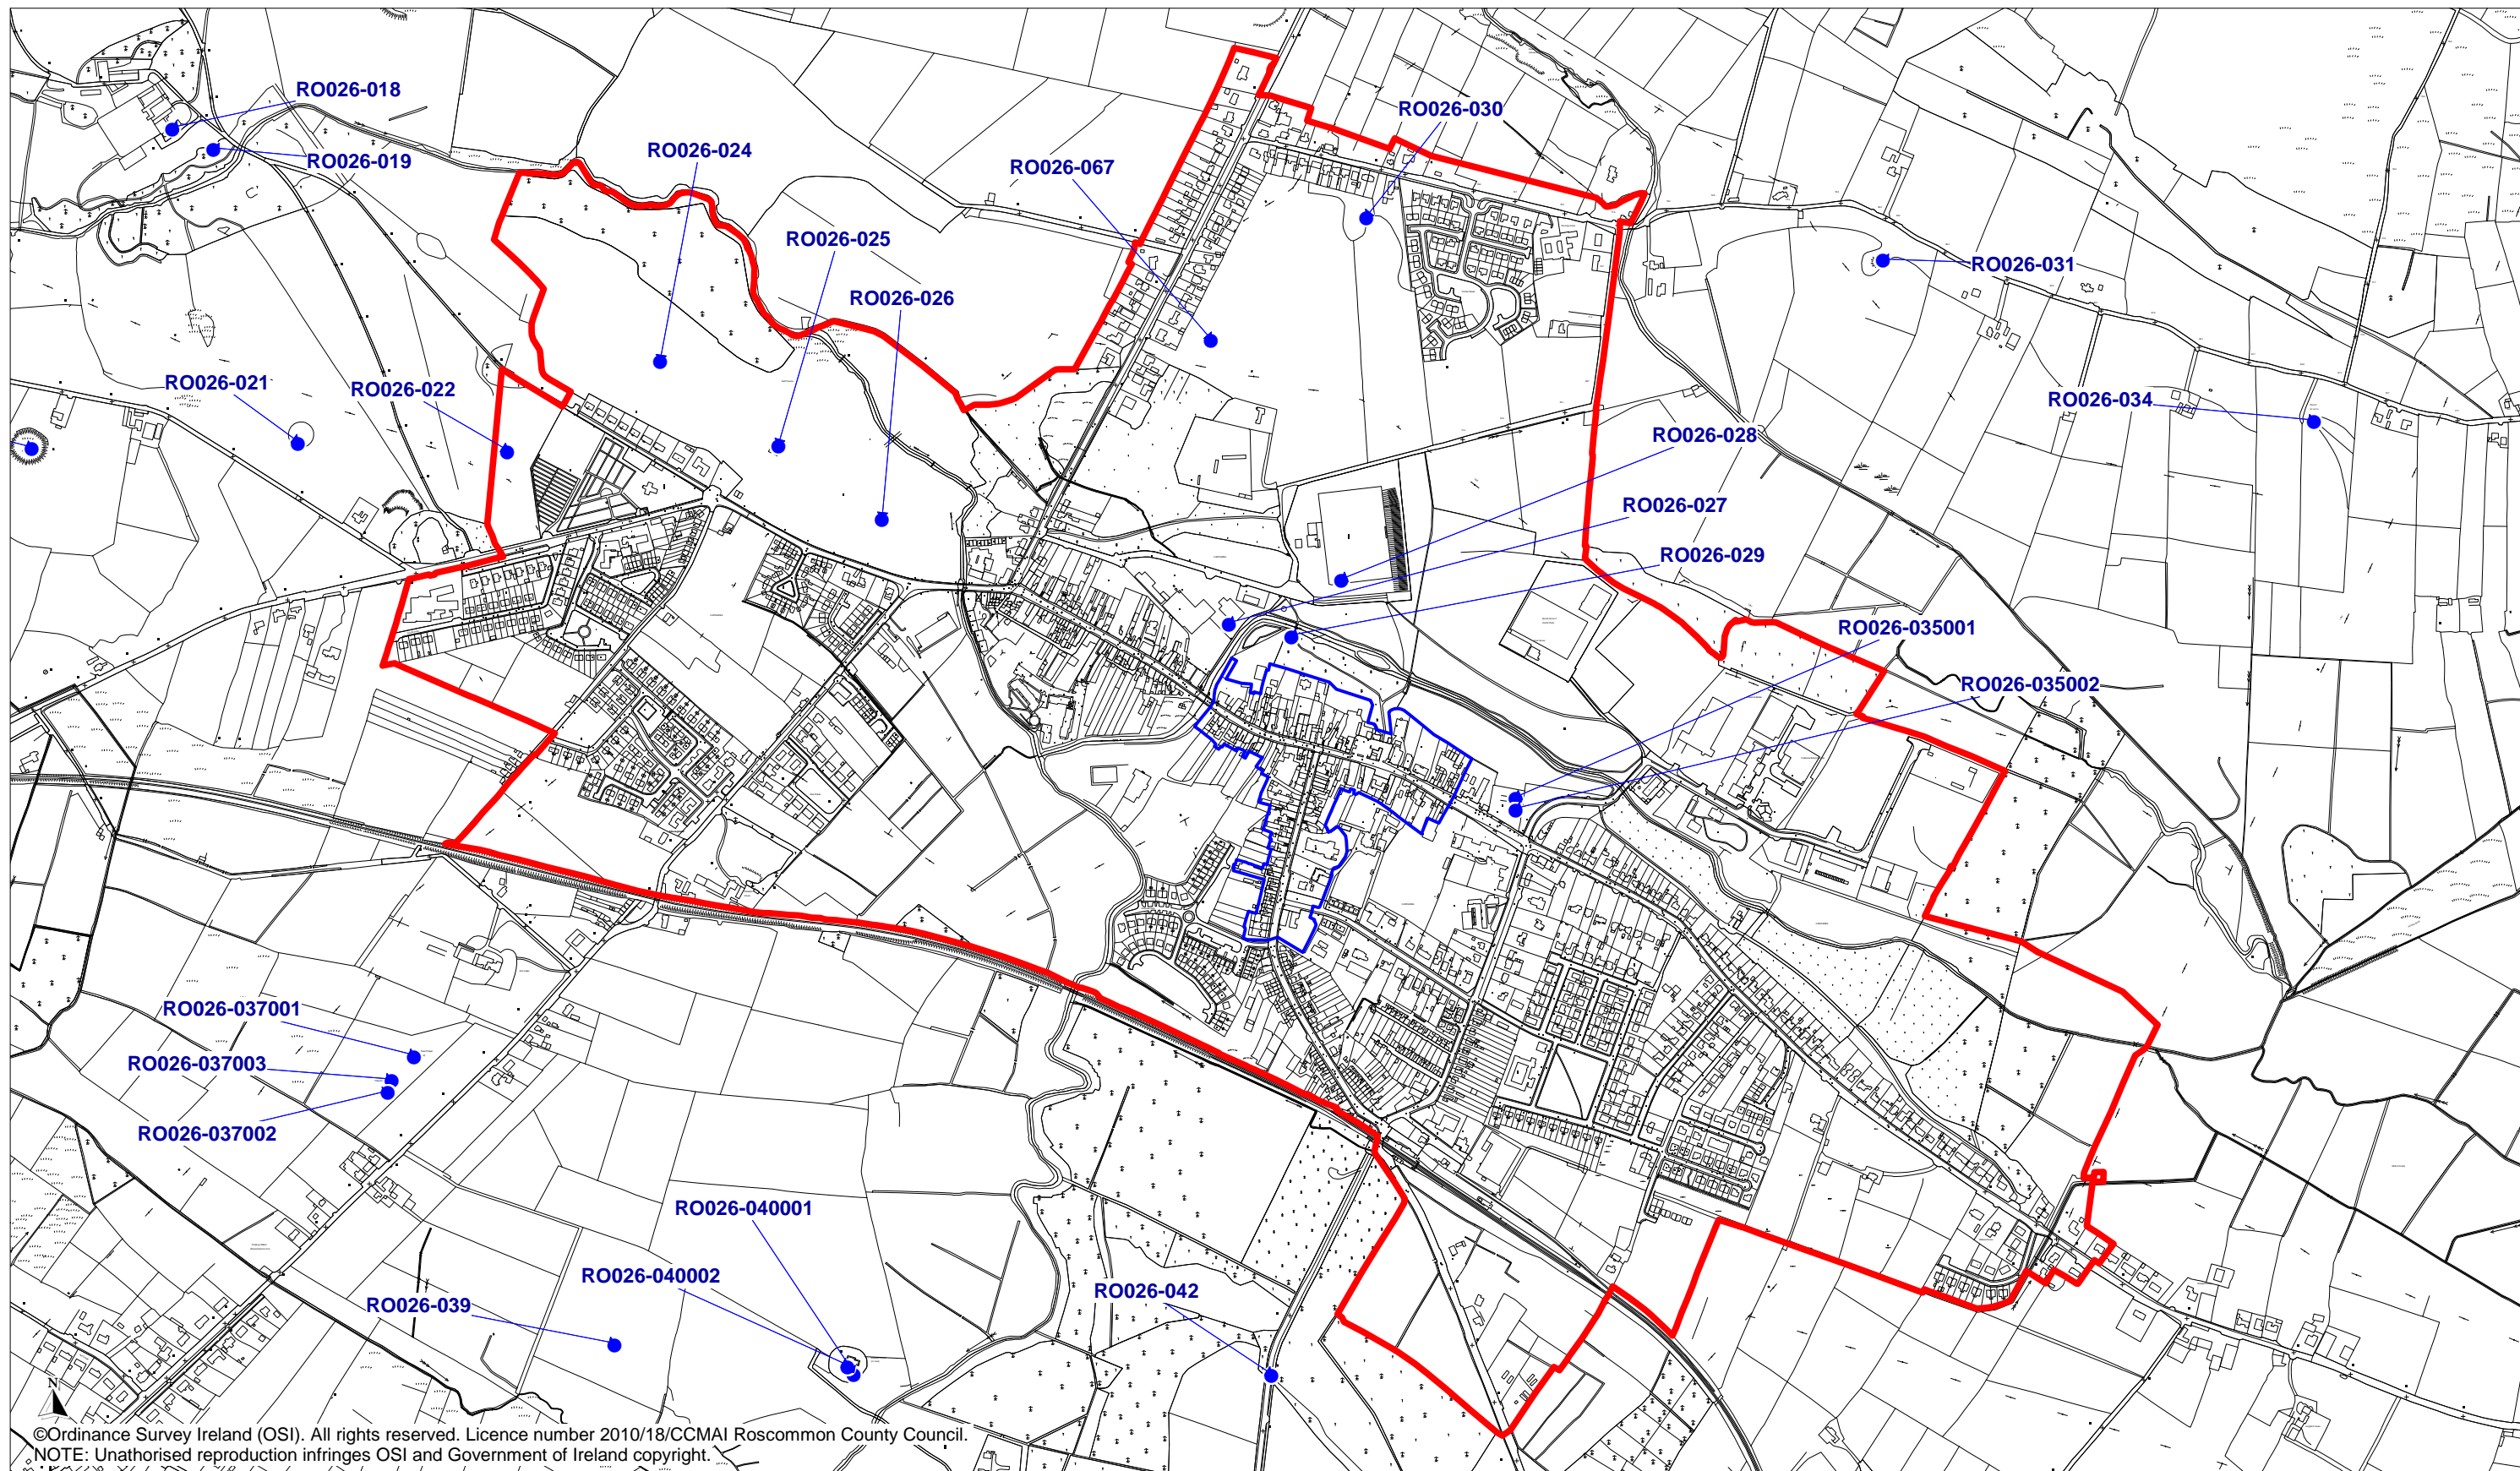 RO026-018
RO026-030
RO026-024
RO026-019
RO026-067
RO026-025
RO026-031
RO026-026
RO026-021
RO026-022
RO026-034
RO026-028
RO026-027
RO026-029
RO026-035001
RO026-035002
RO026-037001
RO026-037003
RO026-037002
RO026-040001
RO026-040002
RO026-042
RO026-039
N
©Ordinance Survey Ireland (OSI). All rights reserved. Licence number 2010/18/CCMAI Roscommon County Council.
NOTE: Unathorised reproduction infringes OSI and Government of Ireland copyright.